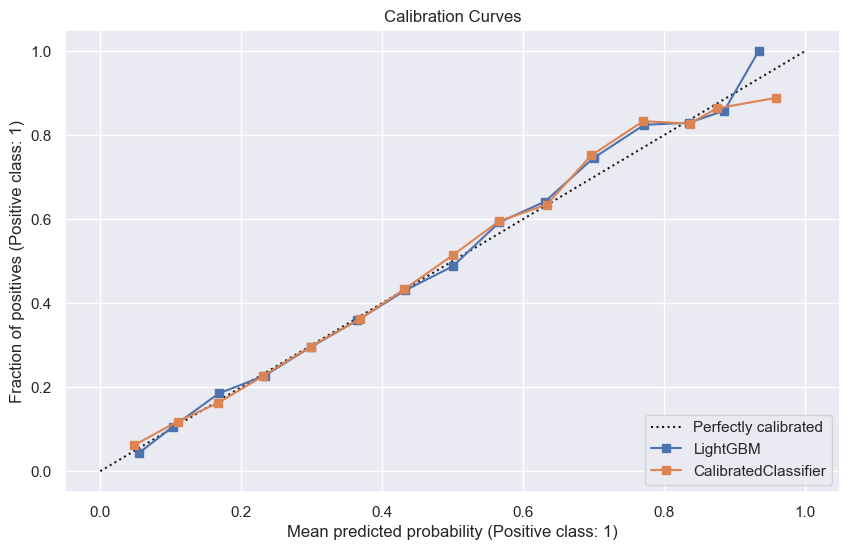 Calibration Curves
Fraction of positives (Positive class: 1)
1.0
0.8
0.6
0.4
0.2
0.0
Perfectly calibrated
LightGBM
CalibratedClassifier
0.0 0.2 0.4 0.6 0.8 1.0
Mean predicted probability (Positive class: 1)